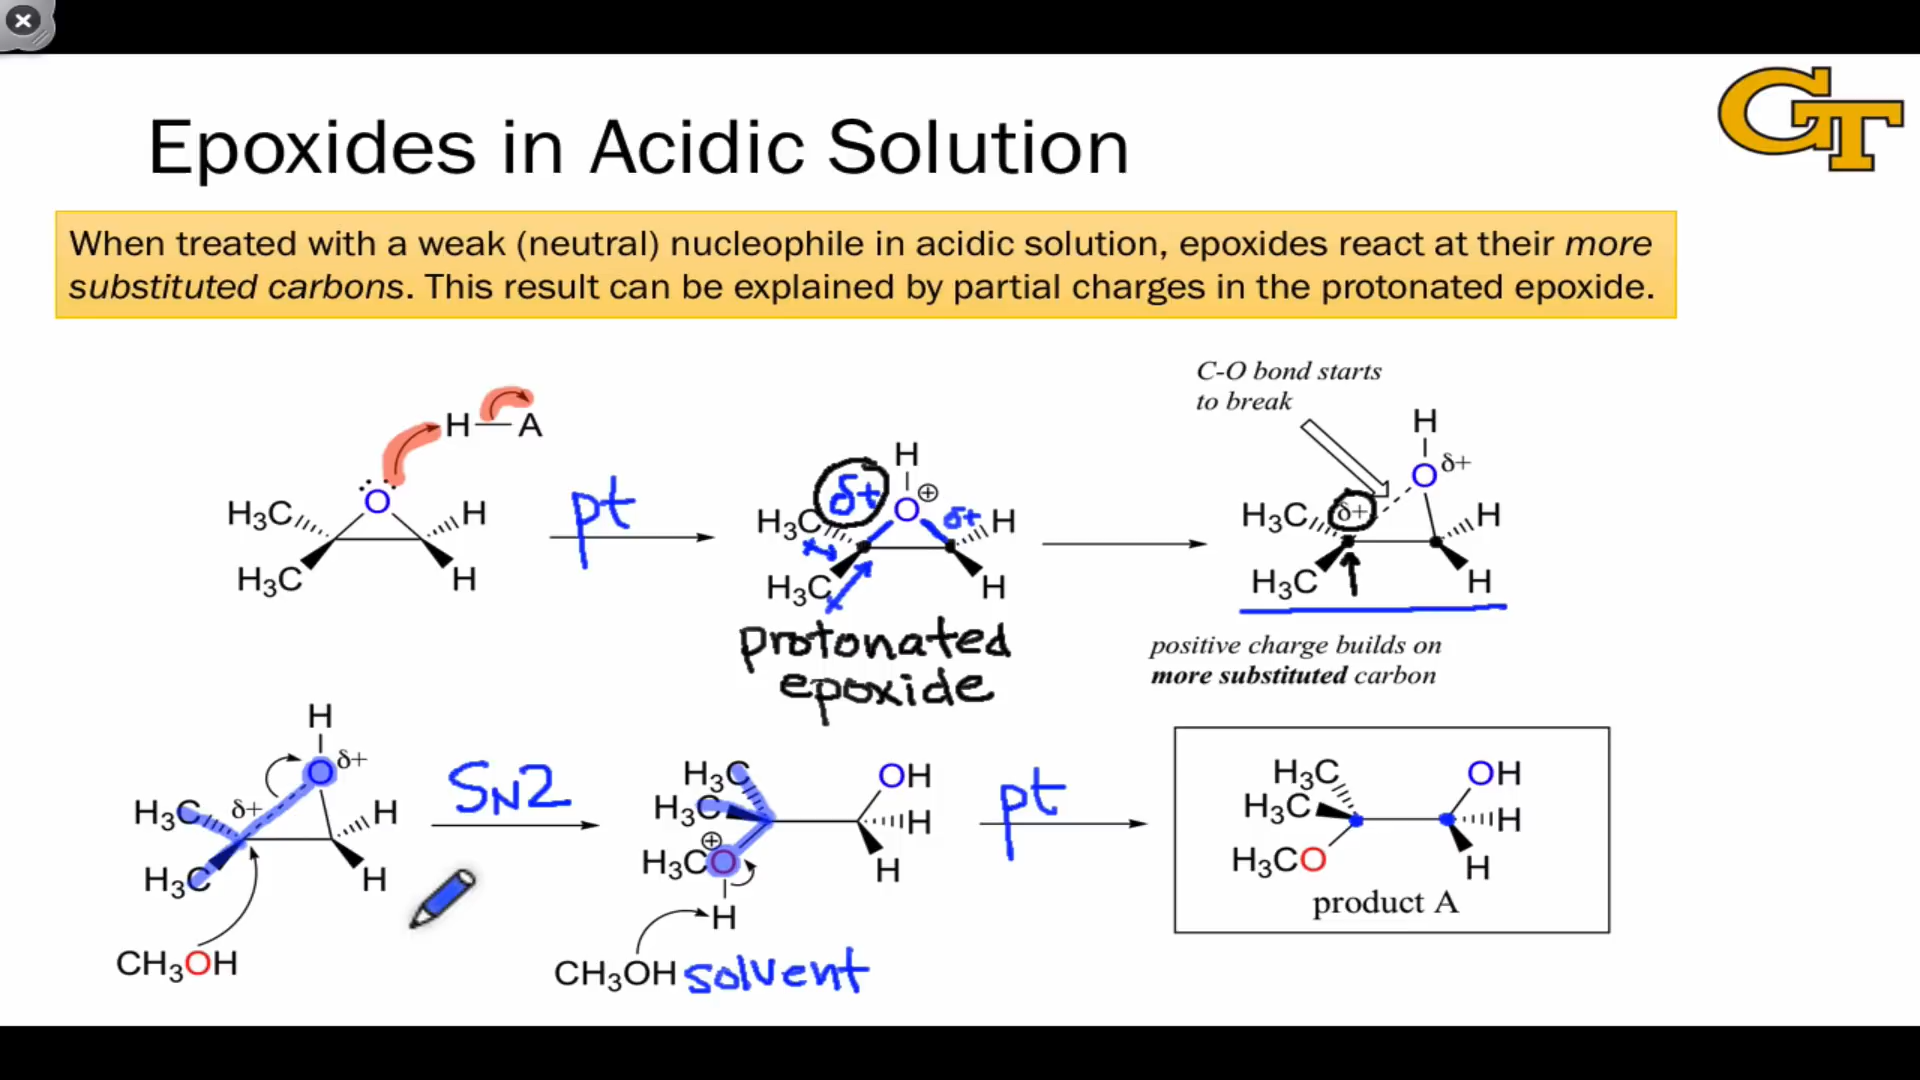 GT
Epoxides in Acidic Solution
When treated with a weak (neutral) nucleophile in acidic solution, epoxides react at their more
substituted carbons. This result can be explained by partial charges in the protonated epoxide.
H—A
O
H₃C
H
H₃C
H
pt
H
δ+
O
⊕
H₃C
δ+
H
H₃C
H
protonated
epoxide
C-O bond starts
to break
H
O δ+
H₃C
δ+
H
H₃C
H
positive charge builds on
more substituted carbon
H
O δ+
H₃C
δ+
H
H₃C
H
CH₃OH
SN2
H₃C
OH
H₃C
H
⊕
H₃CO
H
H
CH₃OH solvent
pt
H₃C
OH
H₃C
H
H₃CO
H
product A